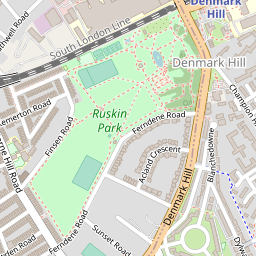 Denmark
Hill
South London Line
Denmark Hill
Ruskin
Park
Ferndene Road
Finsen Road
Acland Crescent
Blanchedowne
Denmark Hill
Ferndene Road
Sunset Road